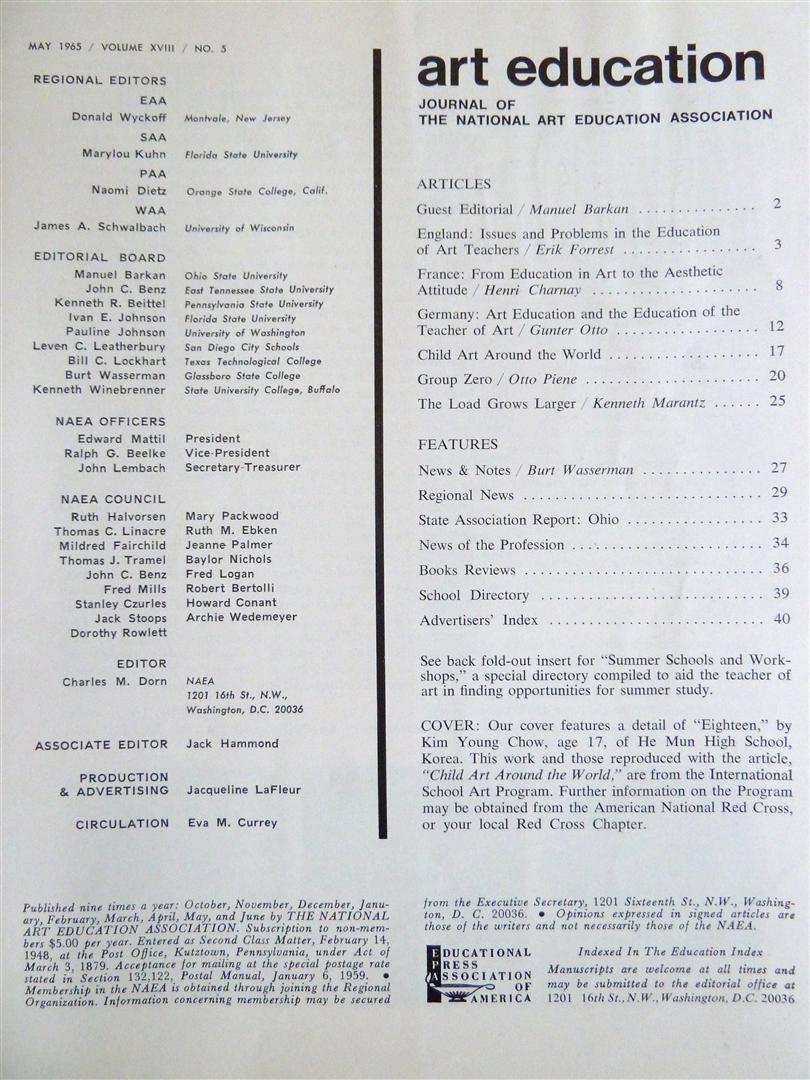 MAY 1965 / VOLUME XVIII / NO. 5
REGIONAL EDITORS
EAA
Donald Wyckoff Montvale, New Jersey
SAA
Marylou Kuhn Florida State University
PAA
Naomi Dietz Orange State College, Calif.
WAA
James A. Schwalbach University of Wisconsin
EDITORIAL BOARD
Manuel Barkan Ohio State University
John C. Benz East Tennessee State University
Kenneth R. Beittel Pennsylvania State University
Ivan E. Johnson Florida State University
Pauline Johnson University of Washington
Leven C. Leatherbury San Diego City Schools
Bill C. Lockhart Texas Technological College
Burt Wasserman Glassboro State College
Kenneth Winebrenner State University College, Buffalo
NAEA OFFICERS
Edward Mattil President
Ralph G. Beelke Vice-President
John Lembach Secretary-Treasurer
NAEA COUNCIL
Ruth Halvorsen Mary Packwood
Thomas C. Linacre Ruth M. Ebken
Mildred Fairchild Jeanne Palmer
Thomas J. Tramel Baylor Nichols
John C. Benz Fred Logan
Fred Mills Robert Bertolli
Stanley Czurles Howard Conant
Jack Stoops Archie Wedemeyer
Dorothy Rowlett
EDITOR
Charles M. Dorn NAEA
1201 16th St., N.W.,
Washington, D.C. 20036
ASSOCIATE EDITOR Jack Hammond
PRODUCTION
& ADVERTISING Jacqueline LaFleur
CIRCULATION Eva M. Currey
art education
JOURNAL OF
THE NATIONAL ART EDUCATION ASSOCIATION
ARTICLES
Guest Editorial / Manuel Barkan ............... 2
England: Issues and Problems in the Education
of Art Teachers / Erik Forrest ................. 3
France: From Education in Art to the Aesthetic
Attitude / Henri Charnay ..................... 8
Germany: Art Education and the Education of the
Teacher of Art / Gunter Otto .................. 12
Child Art Around the World ................... 17
Group Zero / Otto Piene ...................... 20
The Load Grows Larger / Kenneth Marantz ...... 25
FEATURES
News & Notes / Burt Wasserman ............... 27
Regional News .............................. 29
State Association Report: Ohio ................. 33
News of the Profession ........................ 34
Books Reviews .............................. 36
School Directory ............................ 39
Advertisers' Index ........................... 40
See back fold-out insert for "Summer Schools and Work-
shops," a special directory compiled to aid the teacher of
art in finding opportunities for summer study.
COVER: Our cover features a detail of "Eighteen," by
Kim Young Chow, age 17, of He Mun High School,
Korea. This work and those reproduced with the article,
"Child Art Around the World," are from the International
School Art Program. Further information on the Program
may be obtained from the American National Red Cross,
or your local Red Cross Chapter.
Published nine times a year: October, November, December, Janu-
ary, February, March, April, May, and June by THE NATIONAL
ART EDUCATION ASSOCIATION. Subscription to non-mem-
bers $5.00 per year. Entered as Second Class Matter, February 14,
1948, at the Post Office, Kutztown, Pennsylvania, under Act of
March 3, 1879. Acceptance for mailing at the special postage rate
stated in Section 132,122, Postal Manual, January 6, 1959. •
Membership in the NAEA is obtained through joining the Regional
Organization. Information concerning membership may be secured
from the Executive Secretary, 1201 Sixteenth St., N.W., Washing-
ton, D. C. 20036. • Opinions expressed in signed articles are
those of the writers and not necessarily those of the NAEA.
EDUCATIONAL
PRESS
ASSOCIATION
OF
AMERICA
Indexed In The Education Index
Manuscripts are welcome at all times and
may be submitted to the editorial office at
1201 16th St., N.W., Washington, D.C. 20036